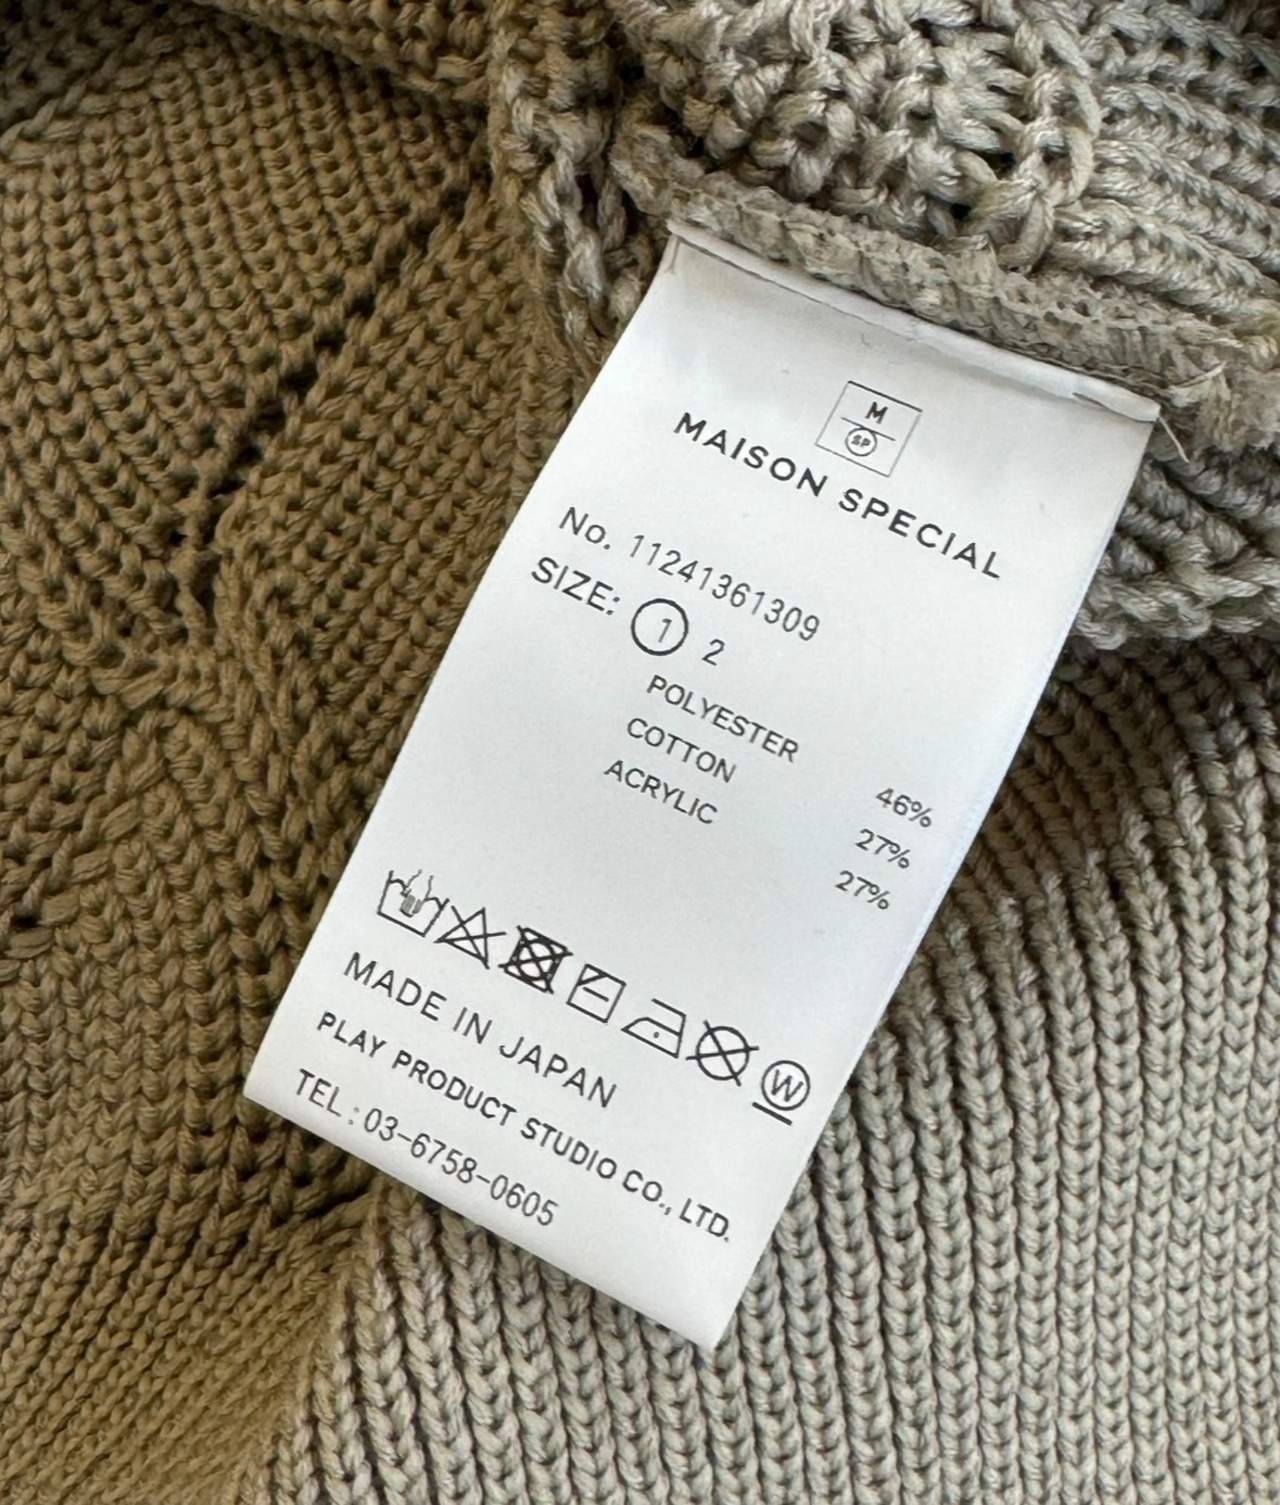 M
SP
MAISON SPECIAL
No. 11241361309
SIZE: 1 2
POLYESTER 46%
COTTON 27%
ACRYLIC 27%
W
MADE IN JAPAN
PLAY PRODUCT STUDIO CO., LTD.
TEL : 03-6758-0605